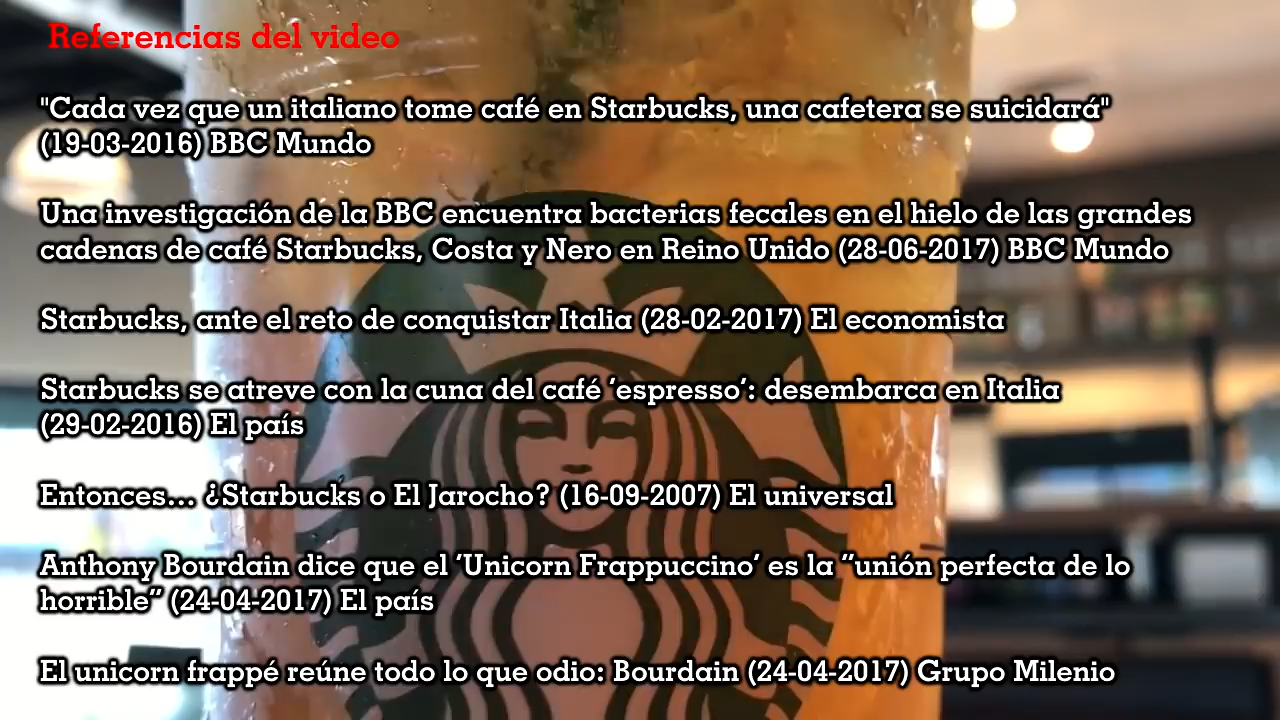 Referencias del video
"Cada vez que un italiano tome café en Starbucks, una cafetera se suicidará"
(19-03-2016) BBC Mundo
Una investigación de la BBC encuentra bacterias fecales en el hielo de las grandes
cadenas de café Starbucks, Costa y Nero en Reino Unido (28-06-2017) BBC Mundo
Starbucks, ante el reto de conquistar Italia (28-02-2017) El economista
Starbucks se atreve con la cuna del café ‘espresso’: desembarca en Italia
(29-02-2016) El país
Entonces... ¿Starbucks o El Jarocho? (16-09-2007) El universal
Anthony Bourdain dice que el ‘Unicorn Frappuccino’ es la “unión perfecta de lo
horrible” (24-04-2017) El país
El unicorn frappé reúne todo lo que odio: Bourdain (24-04-2017) Grupo Milenio